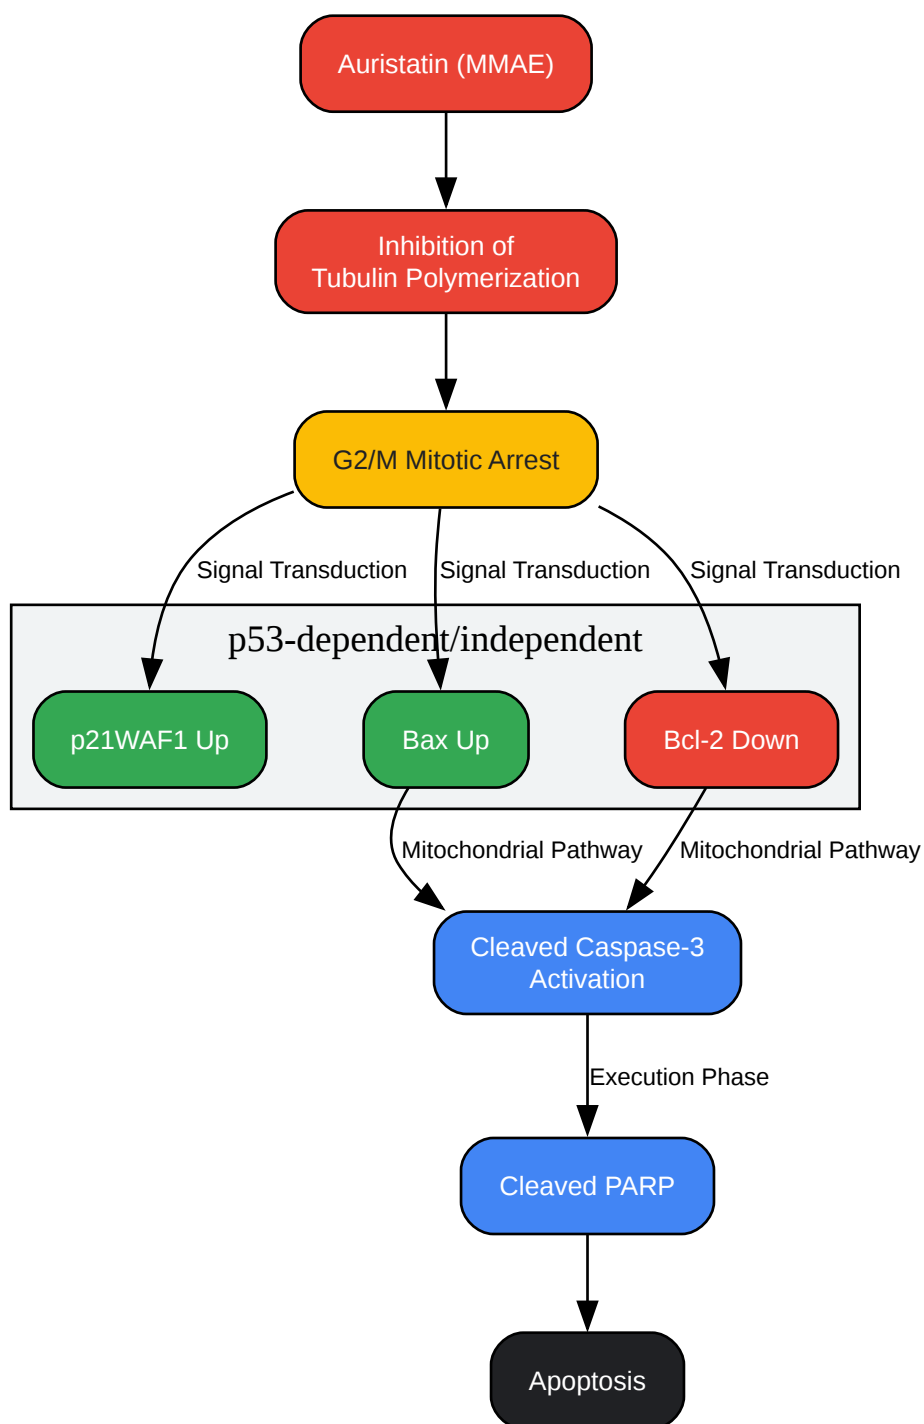 Auristatin (MMAE)
Inhibition of
Tubulin Polymerization
G2/M Mitotic Arrest
Signal Transduction
Signal Transduction
Signal Transduction
p53-dependent/independent
p21WAF1 Up
Bax Up
Bcl-2 Down
Mitochondrial Pathway
Mitochondrial Pathway
Cleaved Caspase-3
Activation
Execution Phase
Cleaved PARP
Apoptosis